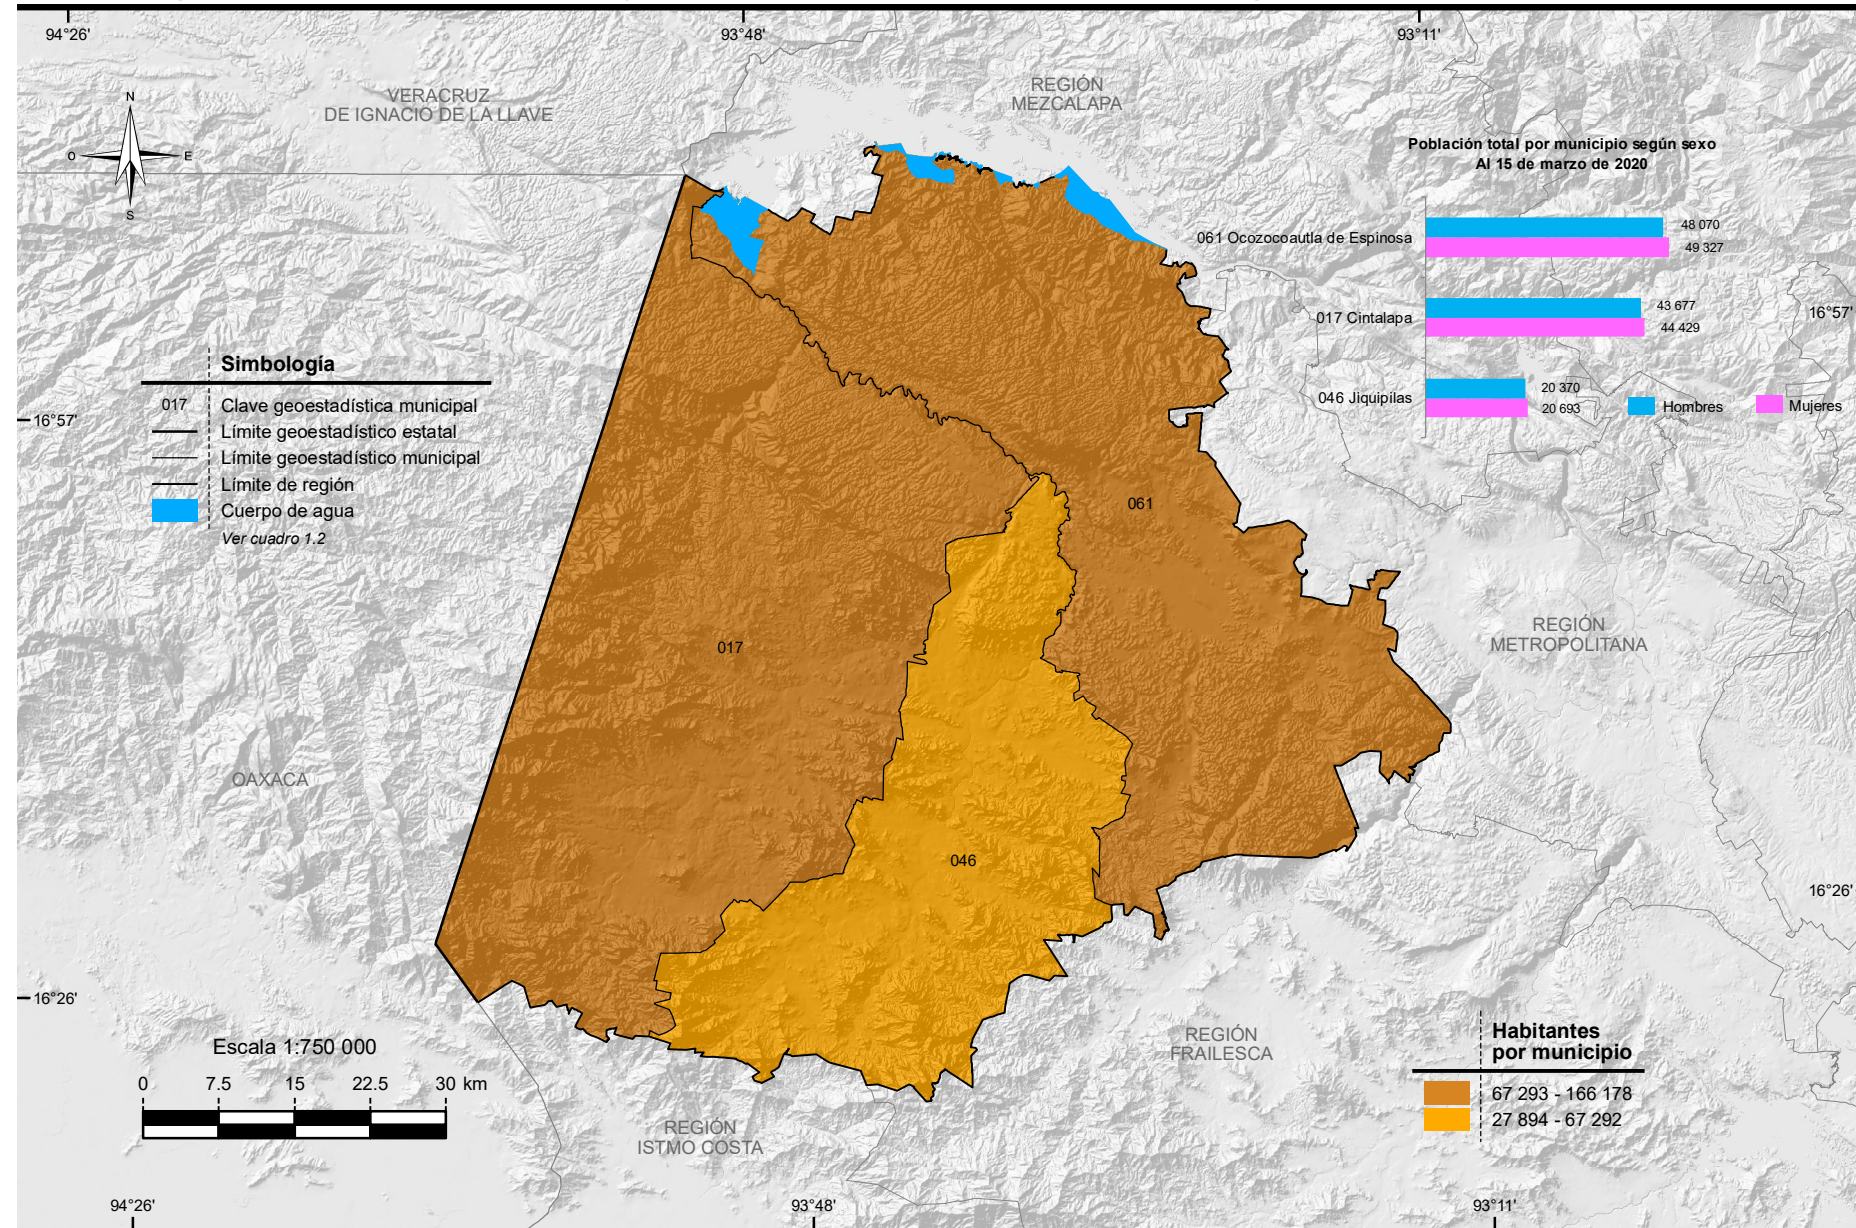 94°26'
93°48'
93°11'
VERACRUZ
DE IGNACIO DE LA LLAVE
REGIÓN
MEZCALAPA
N
O
E
S
Población total por municipio según sexo
Al 15 de marzo de 2020
061 Ocozocoautla de Espinosa
48 070
49 327
017 Cintalapa
43 677
44 429
046 Jiquipilas
20 370
20 693
Hombres
Mujeres
16°57'
Simbología
017 Clave geoestadística municipal
Límite geoestadístico estatal
Límite geoestadístico municipal
Límite de región
Cuerpo de agua
Ver cuadro 1.2
16°57'
061
017
046
REGIÓN
METROPOLITANA
OAXACA
16°26'
16°26'
REGIÓN
FRAILESCA
REGIÓN
ISTMO COSTA
Escala 1:750 000
0 7.5 15 22.5 30 km
Habitantes
por municipio
67 293 - 166 178
27 894 - 67 292
94°26'
93°48'
93°11'